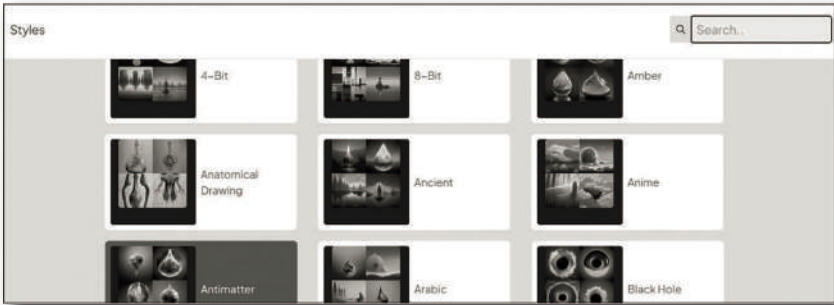 Styles
Search..
4-Bit
8-Bit
Amber
Anatomical
Drawing
Ancient
Anime
Antimatter
Arabic
Black Hole